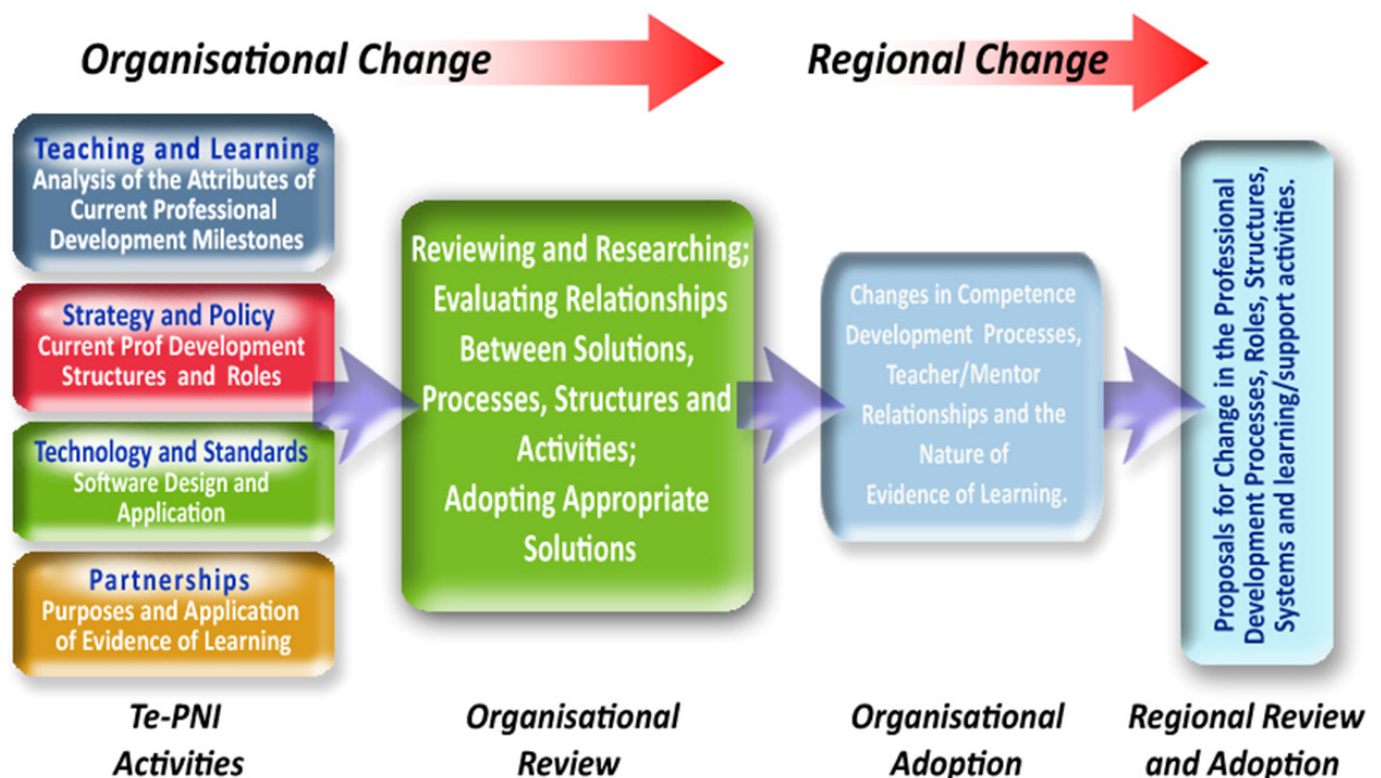 Organisational Change
Regional Change
Teaching and Learning
Analysis of the Attributes of
Current Professional
Development Milestones
Strategy and Policy
Current Prof Development
Structures and Roles
Technology and Standards
Software Design and
Application
Partnerships
Purposes and Application
of Evidence of Learning
Reviewing and Researching;
Evaluating Relationships
Between Solutions,
Processes, Structures and
Activities;
Adopting Appropriate
Solutions
Changes in Competence
Development Processes,
Teacher/Mentor
Relationships and the
Nature of
Evidence of Learning.
Proposals for Change in the Professional
Development Processes, Roles, Structures,
Systems and learning/support activities.
Te-PNI
Activities
Organisational
Review
Organisational
Adoption
Regional Review
and Adoption